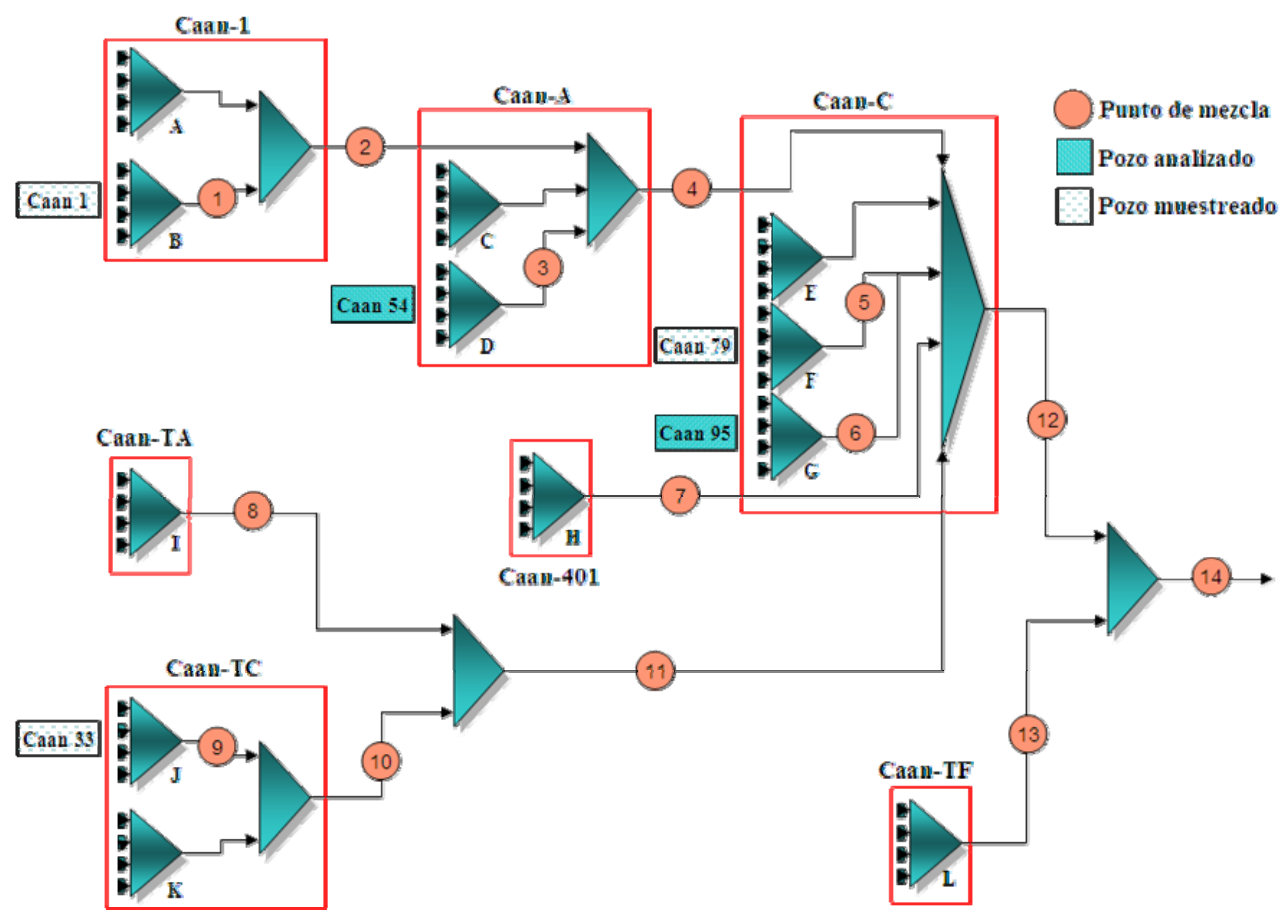 Caan-1
A
Caan 1
1
B
2
Caan-A
C
3
Caan 54
D
4
Caan-C
E
5
Caan 79
F
Caan 95
6
G
Punto de mezcla
Pozo analizado
Pozo muestreado
Caan-TA
8
I
7
H
Caan-401
12
14
11
Caan-TC
Caan 33
9
J
10
K
13
Caan-TF
L